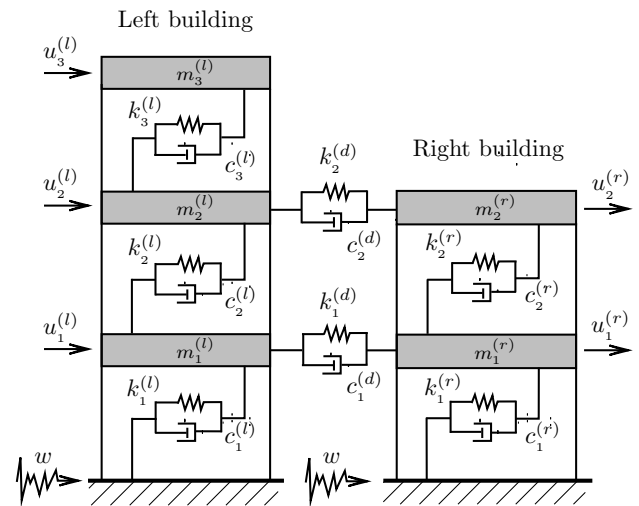 Left building
u_3^{(l)}
m_3^{(l)}
k_3^{(l)}
c_3^{(l)}
Right building
u_2^{(l)}
m_2^{(l)}
k_2^{(d)}
c_2^{(d)}
m_2^{(r)}
u_2^{(r)}
k_2^{(l)}
c_2^{(l)}
k_2^{(r)}
c_2^{(r)}
u_1^{(l)}
m_1^{(l)}
k_1^{(d)}
c_1^{(d)}
m_1^{(r)}
u_1^{(r)}
k_1^{(l)}
c_1^{(l)}
k_1^{(r)}
c_1^{(r)}
w
w